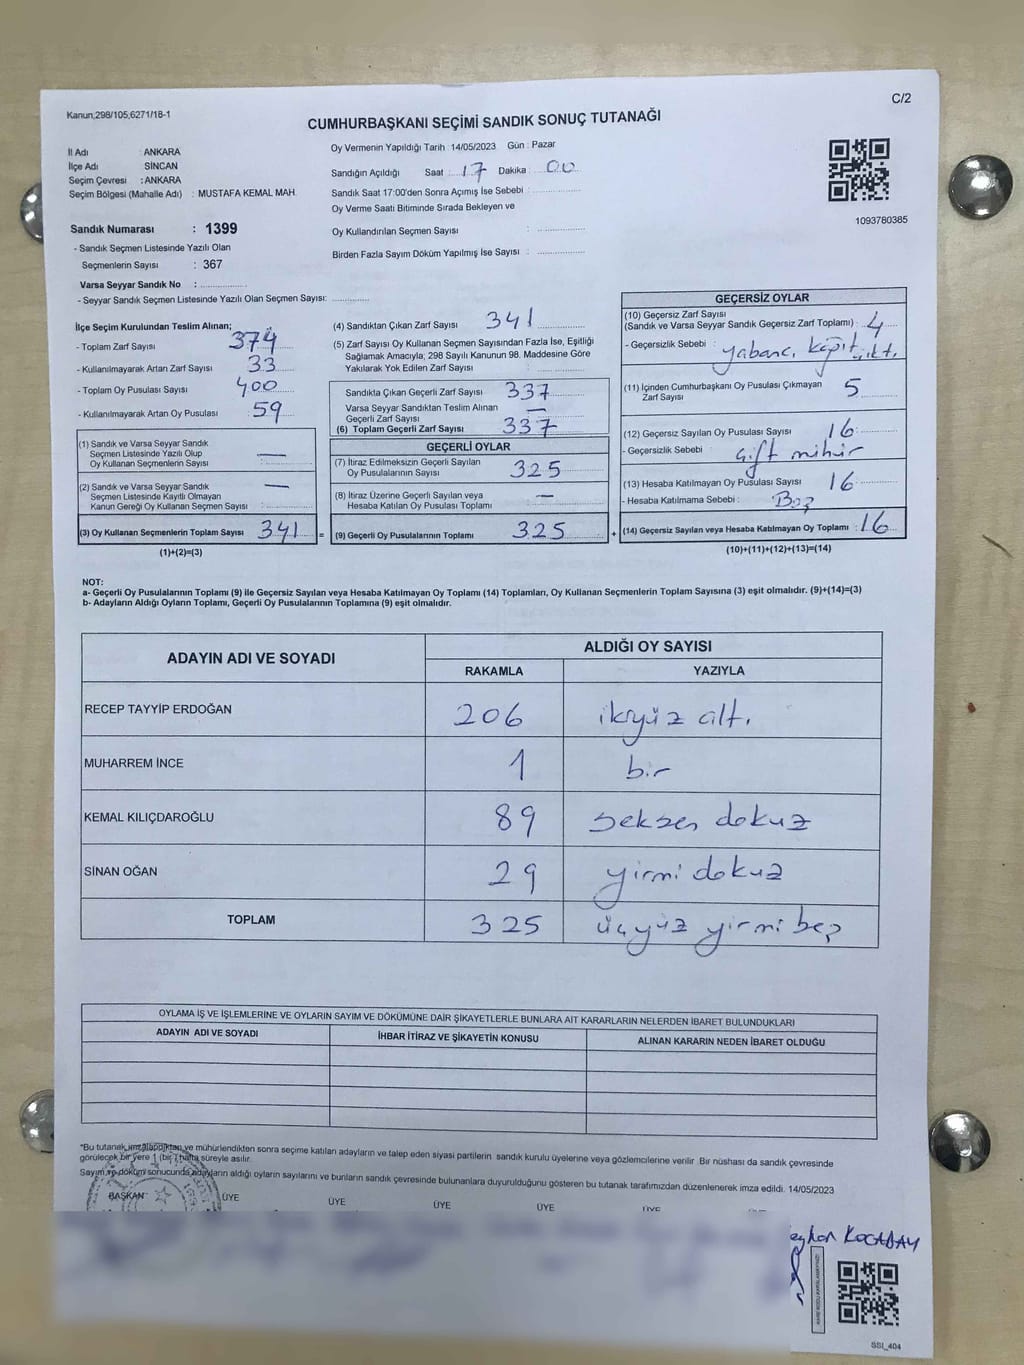 C/2
Kanun,298/105,6271/18-1
CUMHURBAŞKANI SEÇİMİ SANDIK SONUÇ TUTANAĞI
İl Adı : ANKARA
İlçe Adı : SİNCAN
Seçim Çevresi : ANKARA
Seçim Bölgesi (Mahalle Adı) : MUSTAFA KEMAL MAH.
Oy Vermenin Yapıldığı Tarih : 14/05/2023 Gün : Pazar
Sandığın Açıldığı Saat : 17 Dakika : 00
Sandık Saat 17:00'den Sonra Açımış İse Sebebi :
Oy Verme Saati Bitiminde Sırada Bekleyen ve
Oy Kullandırılan Seçmen Sayısı :
Birden Fazla Sayım Döküm Yapılmış İse Sayısı :
1093780385
Sandık Numarası : 1399
- Sandık Seçmen Listesinde Yazılı Olan
Seçmenlerin Sayısı : 367
Varsa Seyyar Sandık No :
- Seyyar Sandık Seçmen Listesinde Yazılı Olan Seçmen Sayısı:
İlçe Seçim Kurulundan Teslim Alınan;
- Toplam Zarf Sayısı : 374
- Kullanılmayarak Artan Zarf Sayısı : 33
- Toplam Oy Pusulası Sayısı : 400
- Kullanılmayarak Artan Oy Pusulası : 59
(1) Sandık ve Varsa Seyyar Sandık
Seçmen Listesinde Yazılı Olup
Oy Kullanan Seçmenlerin Sayısı : —
(2) Sandık ve Varsa Seyyar Sandık
Seçmen Listesinde Kayıtlı Olmayan
Kanun Gereği Oy Kullanan Seçmen Sayısı : —
(3) Oy Kullanan Seçmenlerin Toplam Sayısı : 341 =
(1)+(2)=(3)
(4) Sandıktan Çıkan Zarf Sayısı : 341
(5) Zarf Sayısı Oy Kullanan Seçmen Sayısından Fazla İse, Eşitliği
Sağlamak Amacıyla; 298 Sayılı Kanunun 98. Maddesine Göre
Yakılarak Yok Edilen Zarf Sayısı :
Sandıkta Çıkan Geçerli Zarf Sayısı : 337
Varsa Seyyar Sandıktan Teslim Alınan
Geçerli Zarf Sayısı : —
(6) Toplam Geçerli Zarf Sayısı : 337
GEÇERLİ OYLAR
(7) İtiraz Edilmeksizin Geçerli Sayılan
Oy Pusulalarının Sayısı : 325
(8) İtiraz Üzerine Geçerli Sayılan veya
Hesaba Katılan Oy Pusulası Toplamı : —
(9) Geçerli Oy Pusulalarının Toplamı : 325 +
GEÇERSİZ OYLAR
(10) Geçersiz Zarf Sayısı
(Sandık ve Varsa Seyyar Sandık Geçersiz Zarf Toplamı) : 4
- Geçersizlik Sebebi : yabancı kağıt çıktı
(11) İçinden Cumhurbaşkanı Oy Pusulası Çıkmayan
Zarf Sayısı : 5
(12) Geçersiz Sayılan Oy Pusulası Sayısı : 16
- Geçersizlik Sebebi : çift mühür
(13) Hesaba Katılmayan Oy Pusulası Sayısı : 16
- Hesaba Katılmama Sebebi : Boş
(14) Geçersiz Sayılan veya Hesaba Katılmayan Oy Toplamı : 16
(10)+(11)+(12)+(13)=(14)
NOT:
a- Geçerli Oy Pusulalarının Toplamı (9) ile Geçersiz Sayılan veya Hesaba Katılmayan Oy Toplamı (14) Toplamları, Oy Kullanan Seçmenlerin Toplam Sayısına (3) eşit olmalıdır. (9)+(14)=(3)
b- Adayların Aldığı Oyların Toplamı, Geçerli Oy Pusulalarının Toplamına (9) eşit olmalıdır.
ADAYIN ADI VE SOYADI ALDIĞI OY SAYISI
RAKAMLA YAZIYLA
RECEP TAYYİP ERDOĞAN 206 ikiyüz altı
MUHARREM İNCE 1 bir
KEMAL KILIÇDAROĞLU 89 seksen dokuz
SİNAN OĞAN 29 yirmi dokuz
TOPLAM 325 üçyüz yirmi beş
OYLAMA İŞ VE İŞLEMLERİNE VE OYLARIN SAYIM VE DÖKÜMÜNE DAİR ŞİKAYETLERLE BUNLARA AİT KARARLARIN NELERDEN İBARET BULUNDUKLARI
ADAYIN ADI VE SOYADI İHBAR İTİRAZ VE ŞİKAYETİN KONUSU ALINAN KARARIN NEDEN İBARET OLDUĞU
*Bu tutanak imzalandıktan ve mühürlendikten sonra seçime katılan adayların ve talep eden siyasi partilerin sandık kurulu üyelerine veya gözlemcilerine verilir. Bir nüshası da sandık çevresinde
görülecek bir yere 1 (bir) hafta süreyle asılır.
Sayım ve döküm sonucunda adayların aldığı oyların sayılarını ve bunların sandık çevresinde bulunanlara duyurulduğunu gösteren bu tutanak tarafımızdan düzenlenerek imza edildi. 14/05/2023
BAŞKAN ÜYE ÜYE ÜYE ÜYE ÜYE
KOCABAY
SSI_404